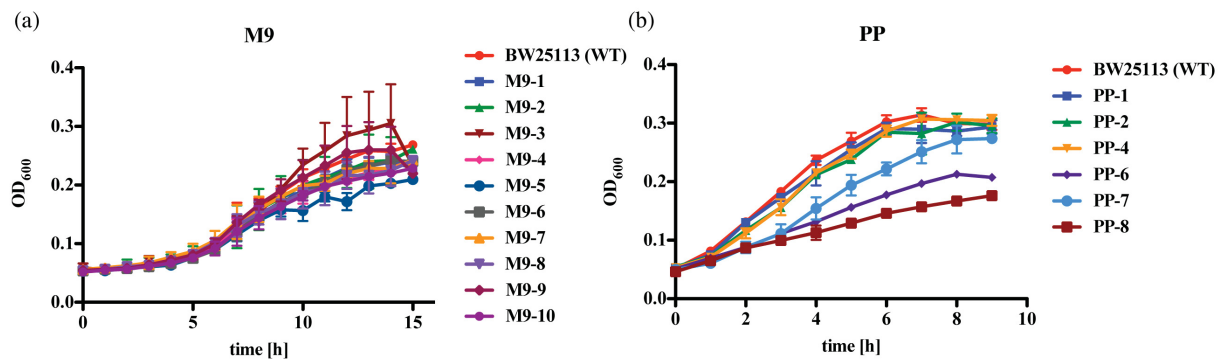 (a)
M9
OD600
0.4
0.3
0.2
0.1
0.0
0
5
10
15
time [h]
BW25113 (WT)
M9-1
M9-2
M9-3
M9-4
M9-5
M9-6
M9-7
M9-8
M9-9
M9-10
(b)
PP
OD600
0.4
0.3
0.2
0.1
0.0
0
2
4
6
8
10
time [h]
BW25113 (WT)
PP-1
PP-2
PP-4
PP-6
PP-7
PP-8